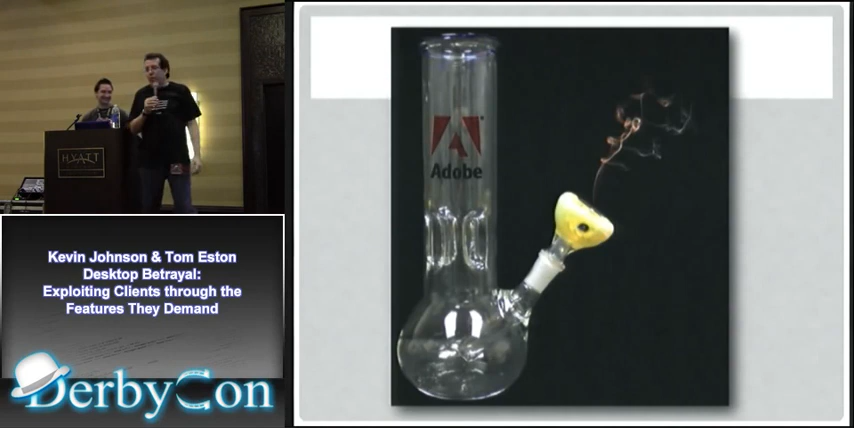 HYATT
Kevin Johnson & Tom Eston
Desktop Betrayal:
Exploiting Clients through the
Features They Demand
DerbyCon
Adobe